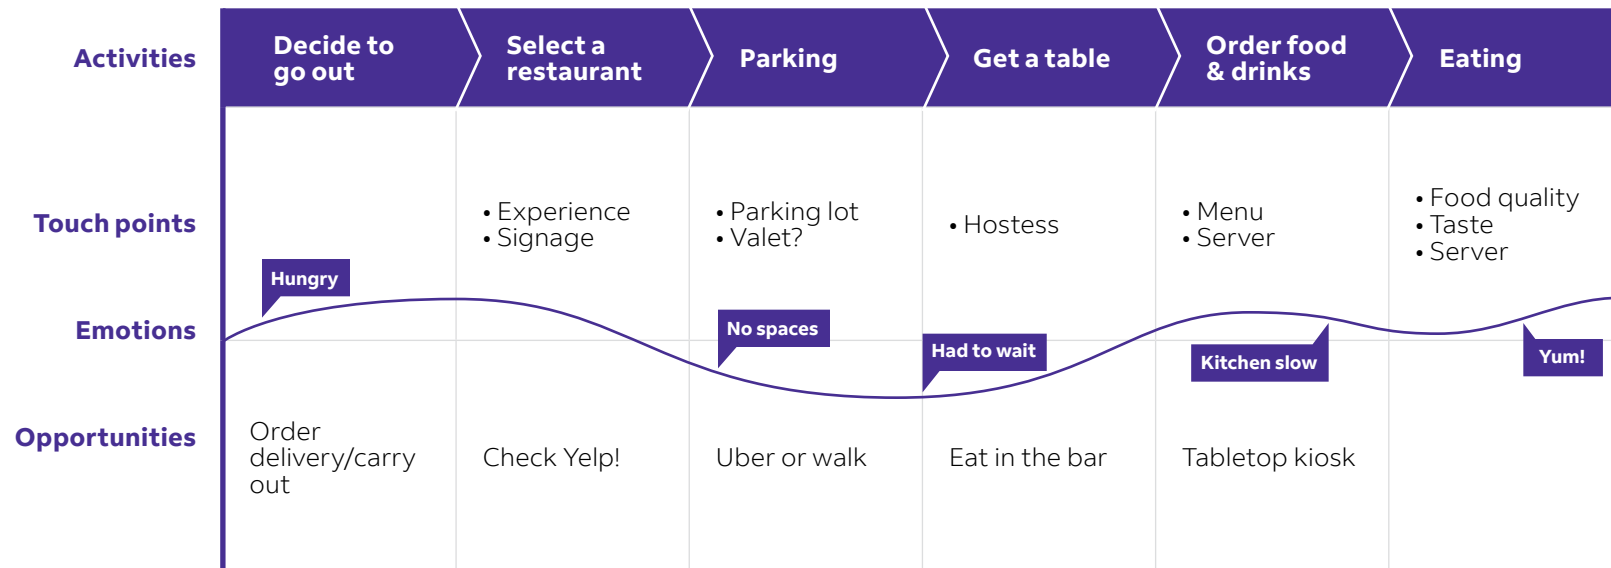 Activities
Decide to
go out
Select a
restaurant
Parking
Get a table
Order food
& drinks
Eating
Touch points
• Experience
• Signage
• Parking lot
• Valet?
• Hostess
• Menu
• Server
• Food quality
• Taste
• Server
Emotions
Hungry
No spaces
Had to wait
Kitchen slow
Yum!
Opportunities
Order
delivery/carry
out
Check Yelp!
Uber or walk
Eat in the bar
Tabletop kiosk